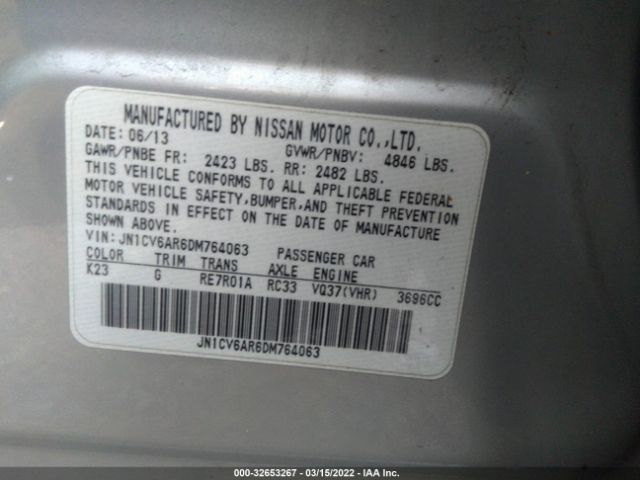 MANUFACTURED BY NISSAN MOTOR CO.,LTD.
DATE: 06/13 GVWR/PNBV: 4846 LBS.
GAWR/PNBE FR: 2423 LBS. RR: 2482 LBS.
THIS VEHICLE CONFORMS TO ALL APPLICABLE FEDERAL
MOTOR VEHICLE SAFETY,BUMPER,AND THEFT PREVENTION
STANDARDS IN EFFECT ON THE DATE OF MANUFACTURE
SHOWN ABOVE.
VIN: JN1CV6AR6DM764063 PASSENGER CAR
COLOR TRIM TRANS AXLE ENGINE
K23 G RE7R01A RC33 VQ37(VHR) 3696CC
JN1CV6AR6DM764063
000-32653267 - 03/15/2022 - IAA Inc.